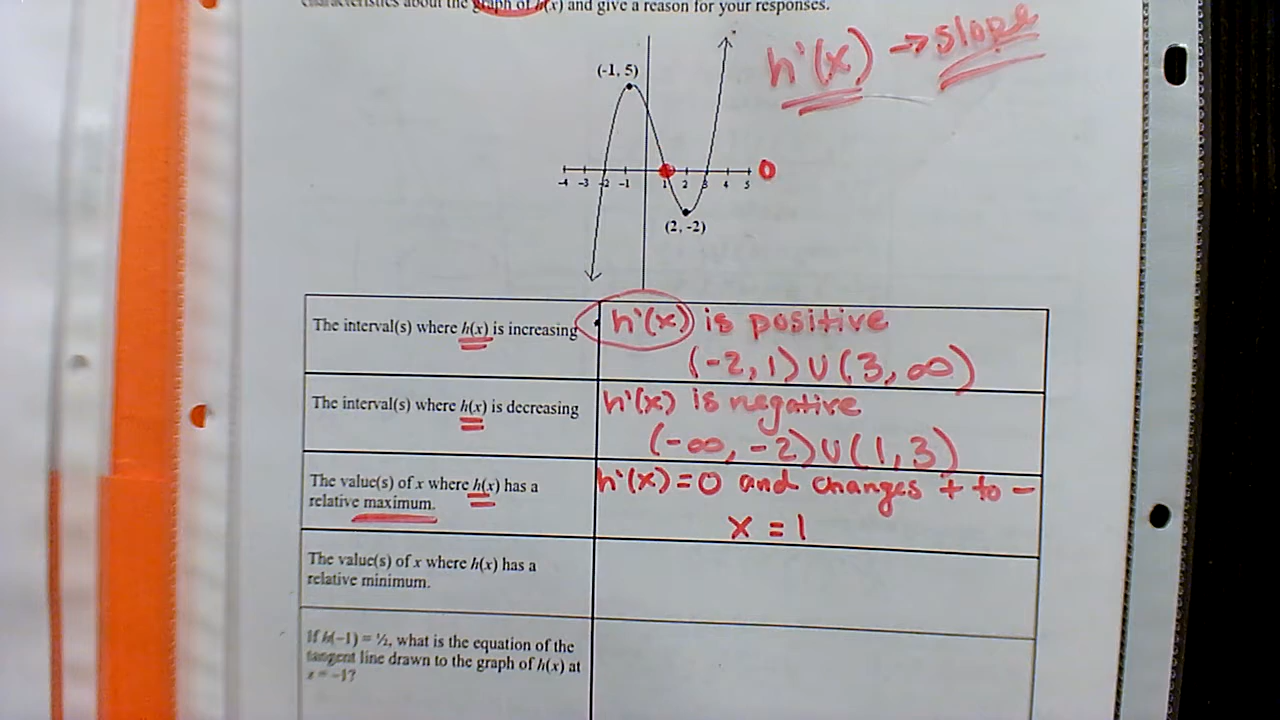 characteristics about the graph of h(x) and give a reason for your responses.
h'(x) → slope
(-1, 5)
-4 -3 -2 -1 1 2 3 4 5
0
(2, -2)
The interval(s) where h(x) is increasing
h'(x) is positive
(-2, 1) ∪ (3, ∞)
The interval(s) where h(x) is decreasing
h'(x) is negative
(-∞, -2) ∪ (1, 3)
The value(s) of x where h(x) has a
relative maximum.
h'(x) = 0 and changes + to -
x = 1
The value(s) of x where h(x) has a
relative minimum.
If h(-1) = ½, what is the equation of the
tangent line drawn to the graph of h(x) at
x = -1?